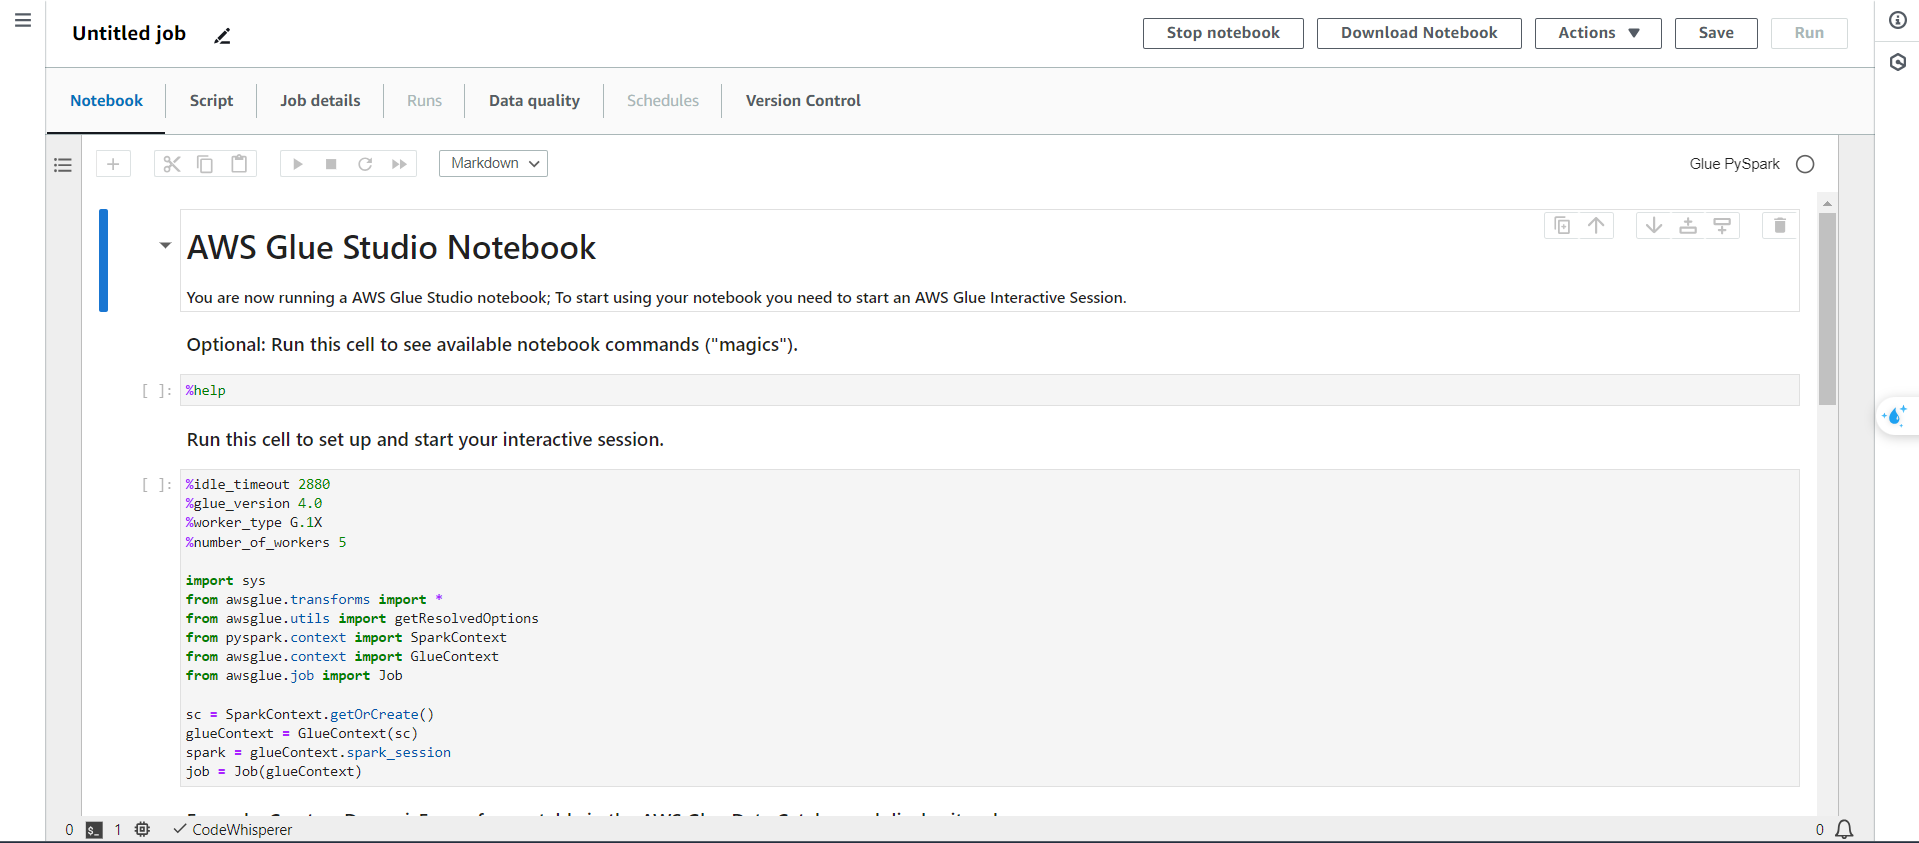 Untitled job
Stop notebook
Download Notebook
Actions
Save
Run
Notebook
Script
Job details
Runs
Data quality
Schedules
Version Control
Markdown
Glue PySpark
AWS Glue Studio Notebook
You are now running a AWS Glue Studio notebook; To start using your notebook you need to start an AWS Glue Interactive Session.
Optional: Run this cell to see available notebook commands ("magics").
[ ]:
%help
Run this cell to set up and start your interactive session.
[ ]:
%idle_timeout 2880
%glue_version 4.0
%worker_type G.1X
%number_of_workers 5
import sys
from awsglue.transforms import *
from awsglue.utils import getResolvedOptions
from pyspark.context import SparkContext
from awsglue.context import GlueContext
from awsglue.job import Job
sc = SparkContext.getOrCreate()
glueContext = GlueContext(sc)
spark = glueContext.spark_session
job = Job(glueContext)
0
$_
1
CodeWhisperer
0